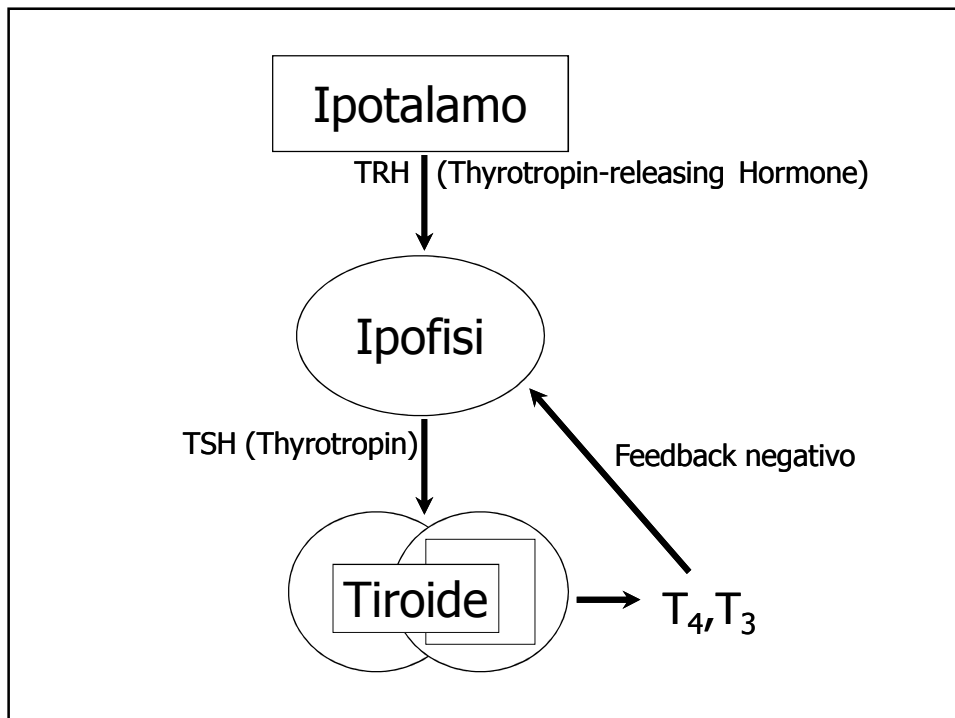 Ipotalamo
TRH (Thyrotropin-releasing Hormone)
Ipofisi
TSH (Thyrotropin)
Feedback negativo
Tiroide
T₄,T₃